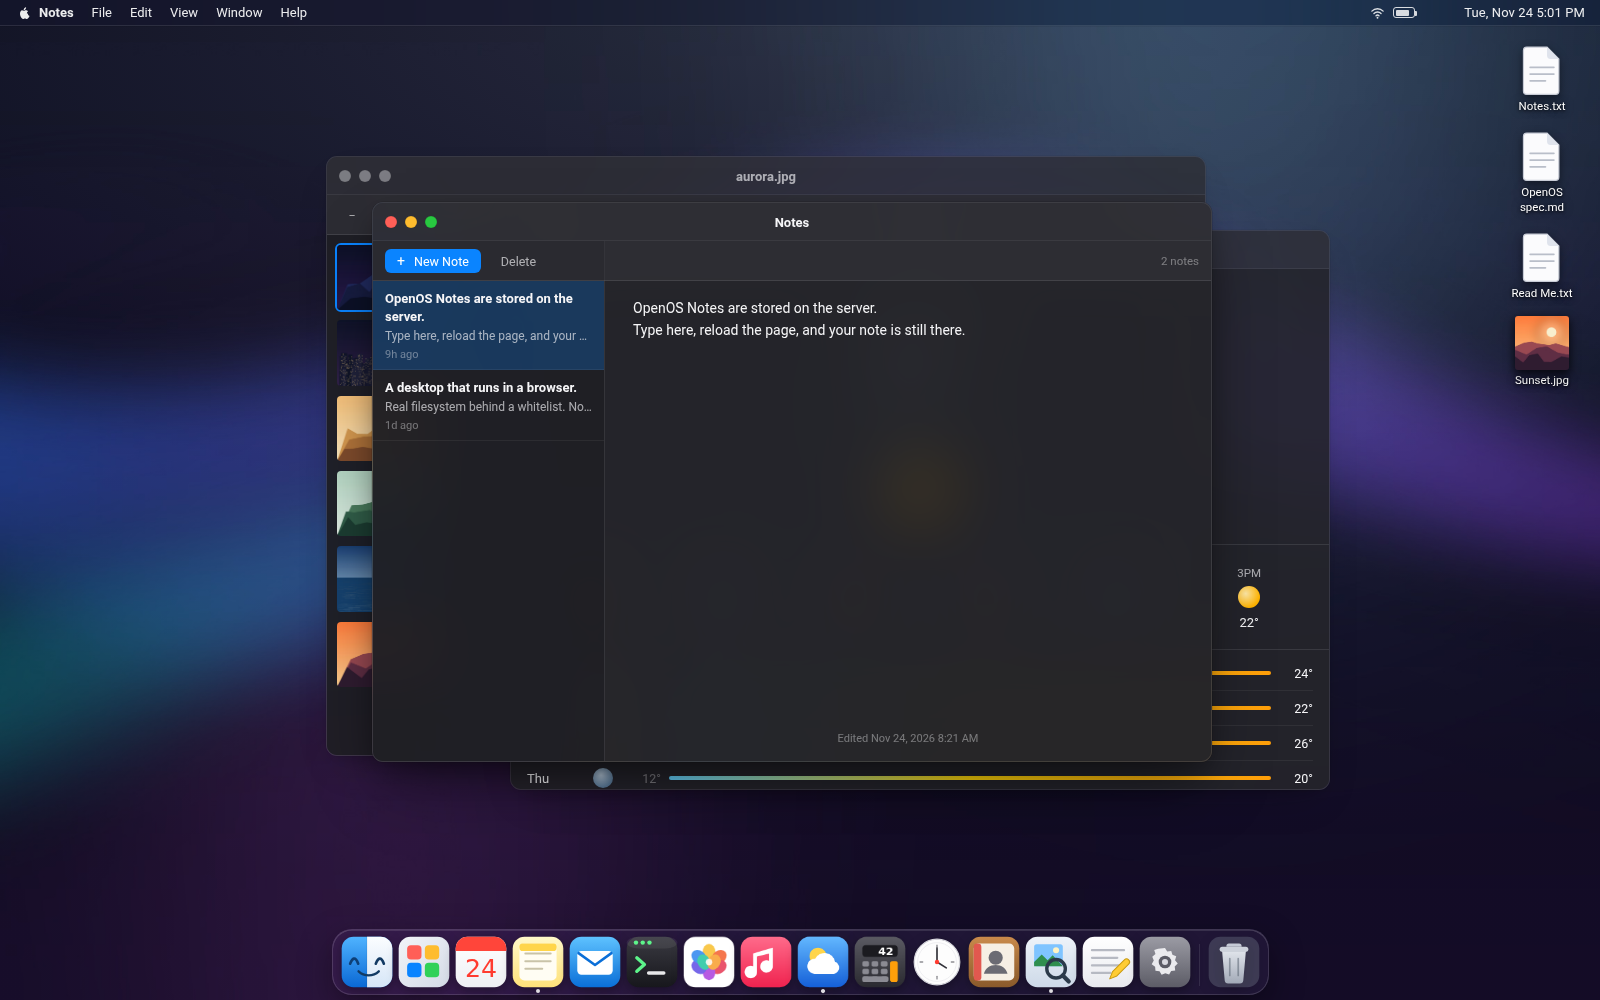 Notes File Edit View Window Help
Tue, Nov 24 5:01 PM
Notes.txt
OpenOS
spec.md
Read Me.txt
Sunset.jpg
aurora.jpg
Notes
+ New Note
Delete
2 notes
OpenOS Notes are stored on the
server.
Type here, reload the page, and your ...
9h ago
A desktop that runs in a browser.
Real filesystem behind a whitelist. No...
1d ago
OpenOS Notes are stored on the server.
Type here, reload the page, and your note is still there.
Edited Nov 24, 2026 8:21 AM
3PM
22°
24°
22°
26°
Thu 12° 20°
24
42